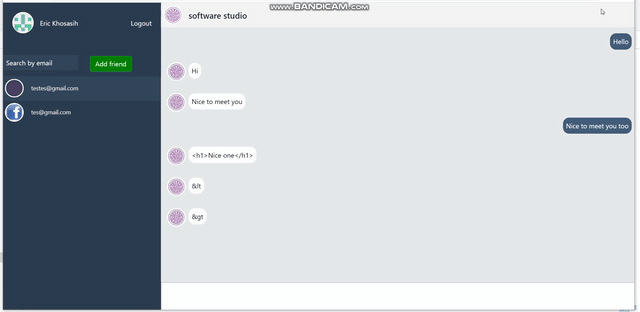 www.BANDICAM.com
Eric Khosasih
Logout
Search by email
Add friend
testes@gmail.com
tes@gmail.com
software studio
Hello
Hi
Nice to meet you
Nice to meet you too
<h1>Nice one</h1>
&lt
&gt